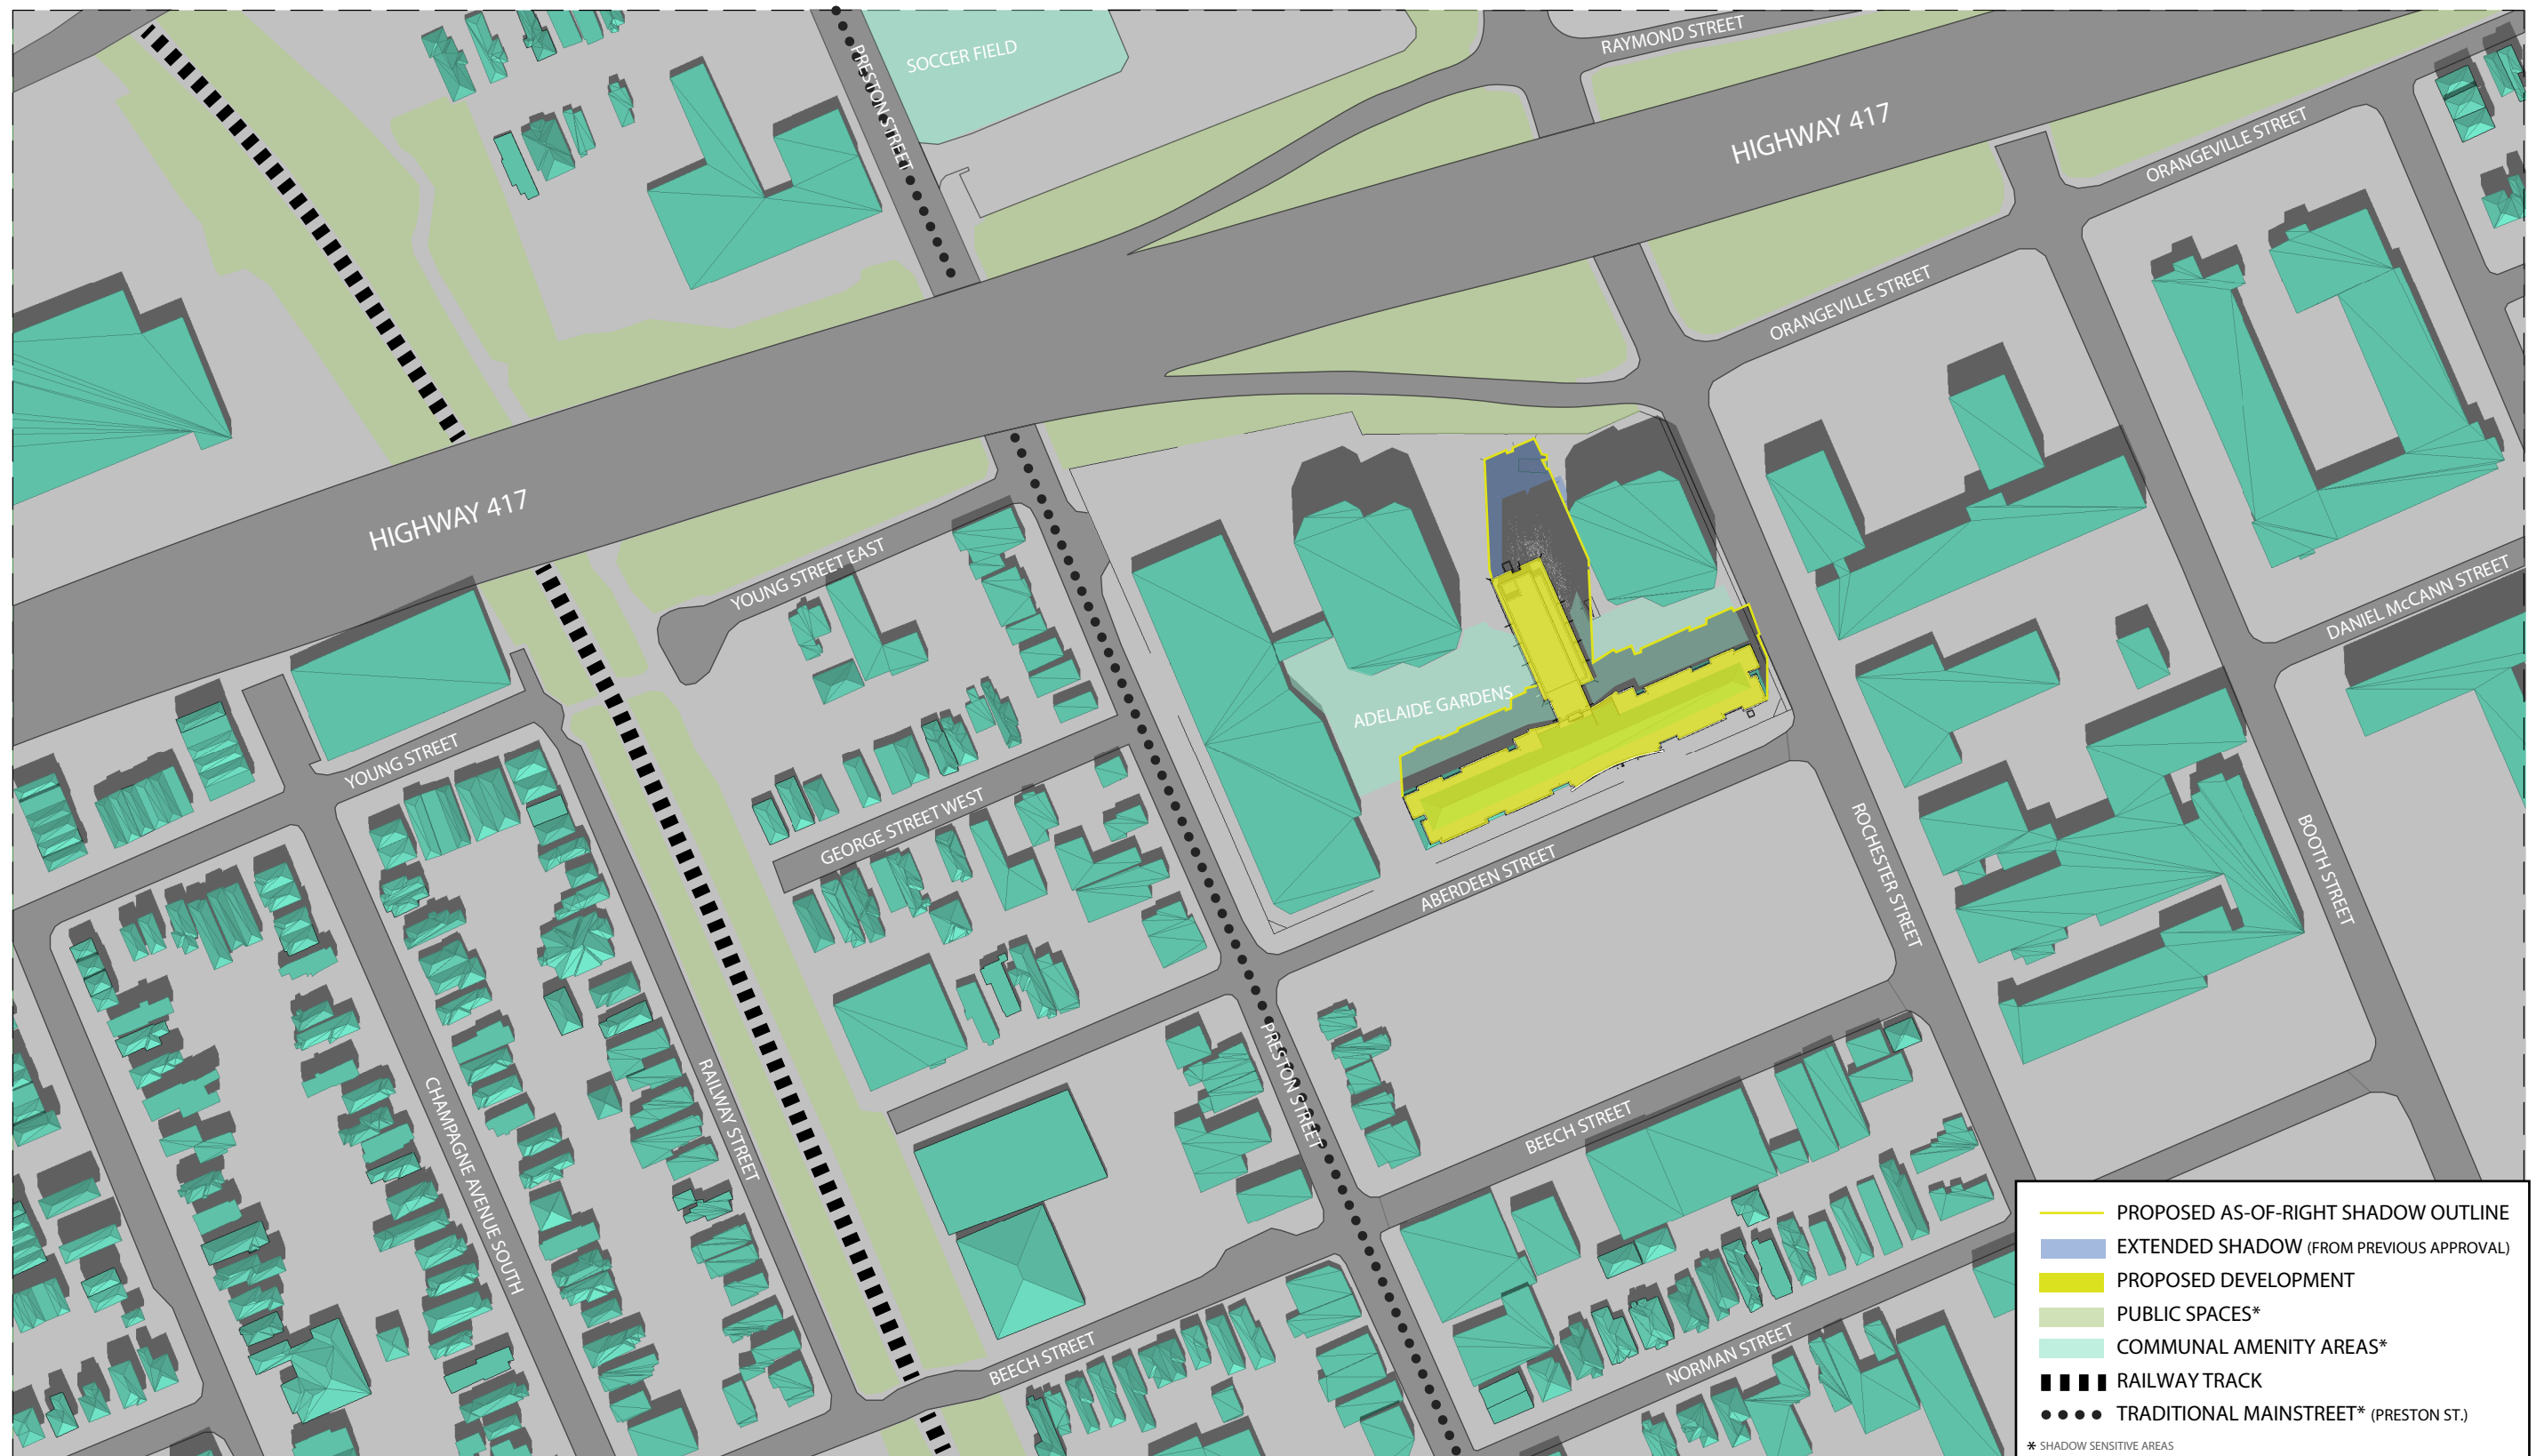 RAYMOND STREET
SOCCER FIELD
PRESTON STREET
HIGHWAY 417
ORANGEVILLE STREET
ORANGEVILLE STREET
HIGHWAY 417
YOUNG STREET EAST
DANIEL McCANN STREET
ADELAIDE GARDENS
YOUNG STREET
GEORGE STREET WEST
ABERDEEN STREET
ROCHESTER STREET
BOOTH STREET
PRESTON STREET
RAILWAY STREET
CHAMPAGNE AVENUE SOUTH
BEECH STREET
BEECH STREET
NORMAN STREET
PROPOSED AS-OF-RIGHT SHADOW OUTLINE
EXTENDED SHADOW (FROM PREVIOUS APPROVAL)
PROPOSED DEVELOPMENT
PUBLIC SPACES*
COMMUNAL AMENITY AREAS*
RAILWAY TRACK
TRADITIONAL MAINSTREET* (PRESTON ST.)
* SHADOW SENSITIVE AREAS